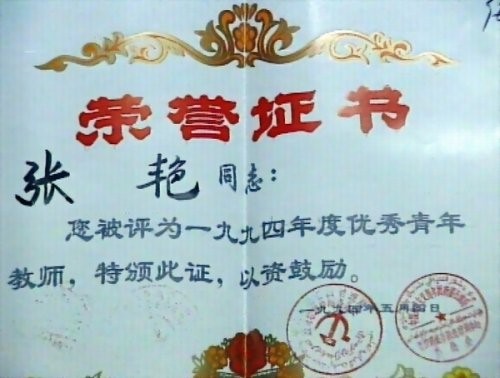 荣誉证书
张 艳 同志:
您被评为一九九四年度优秀青年
教师，特颁此证，以资鼓励。
一九九四年五月四日